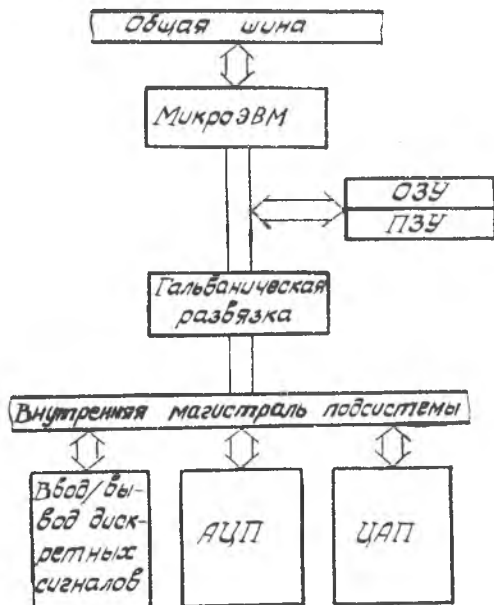 Общая шина
МикроЭВМ
ОЗУ
ПЗУ
Гальваническая
развязка
Внутренняя магистраль подсистемы
Ввод/вы-
вод диск-
ретных
сигналов
АЦП
ЦАП